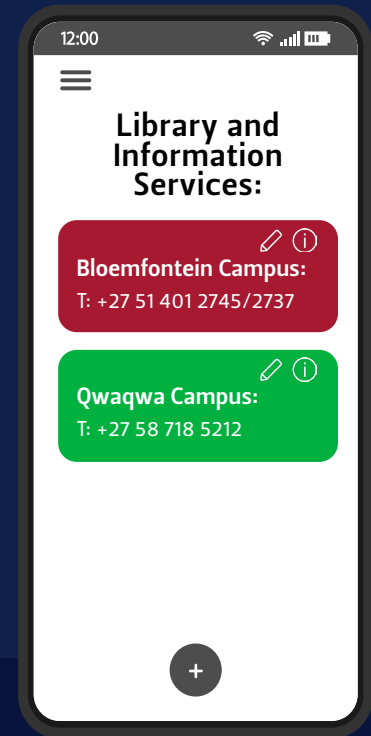 12:00
Library and
Information
Services:
Bloemfontein Campus:
T: +27 51 401 2745/2737
Qwaqwa Campus:
T: +27 58 718 5212
+